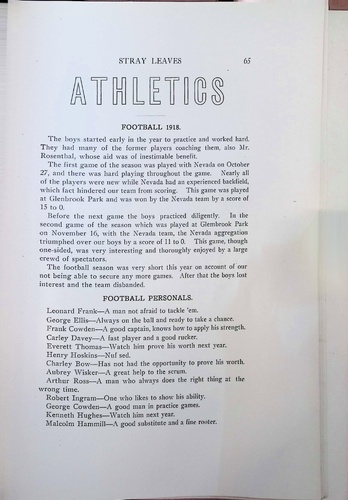 STRAY LEAVES 65
ATHLETICS
FOOTBALL 1918.
The boys started early in the year to practice and worked hard.
They had many of the former players coaching them, also Mr.
Rosenthal, whose aid was of inestimable benefit.
The first game of the season was played with Nevada on October
27, and there was hard playing throughout the game. Nearly all
of the players were new while Nevada had an experienced backfield,
which fact hindered our team from scoring. This game was played
at Glenbrook Park and was won by the Nevada team by a score of
15 to 0.
Before the next game the boys practiced diligently. In the
second game of the season which was played at Glenbrook Park
on November 16, with the Nevada team, the Nevada aggregation
triumphed over our boys by a score of 11 to 0. This game, though
one-sided, was very interesting and thoroughly enjoyed by a large
crowd of spectators.
The football season was very short this year on account of our
not being able to secure any more games. After that the boys lost
interest and the team disbanded.
FOOTBALL PERSONALS.
Leonard Frank—A man not afraid to tackle 'em.
George Ellis—Always on the ball and ready to take a chance.
Frank Cowden—A good captain, knows how to apply his strength.
Carley Davey—A fast player and a good rucker.
Everett Thomas—Watch him prove his worth next year.
Henry Hoskins—Nuf sed.
Charley Bow—Has not had the opportunity to prove his worth.
Aubrey Wisker—A great help to the scrum.
Arthur Ross—A man who always does the right thing at the
wrong time.
Robert Ingram—One who likes to show his ability.
George Cowden—A good man in practice games.
Kenneth Hughes—Watch him next year.
Malcolm Hammill—A good substitute and a fine rooter.